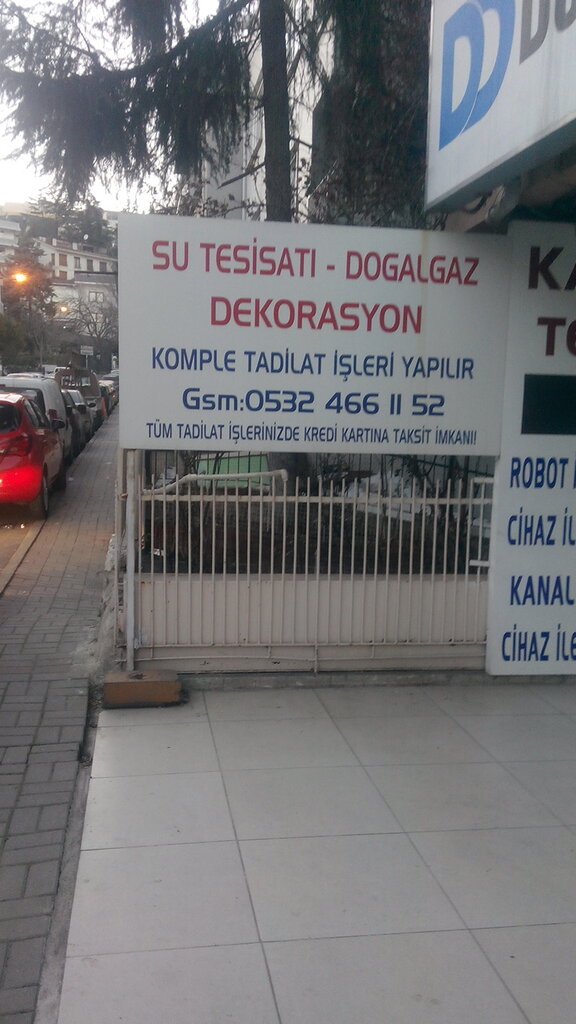 SU TESİSATI - DOGALGAZ
DEKORASYON
KOMPLE TADİLAT İŞLERİ YAPILIR
Gsm:0532 466 11 52
TÜM TADİLAT İŞLERİNİZDE KREDİ KARTINA TAKSİT İMKANI!
ROBOT
CİHAZ
KANAL
CİHAZ İLE